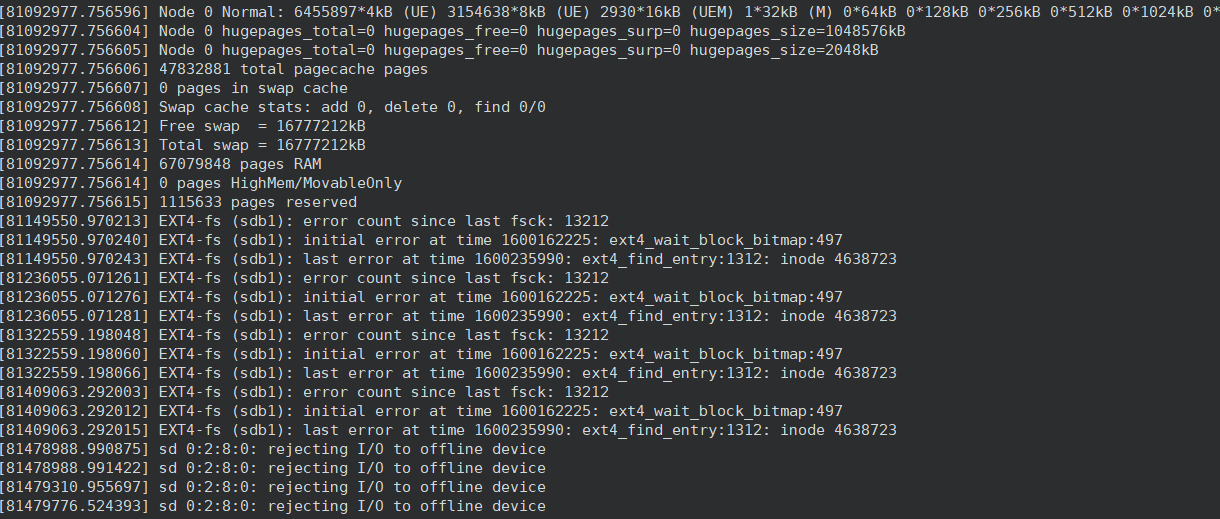 [81092977.756596] Node 0 Normal: 6455897*4kB (UE) 3154638*8kB (UE) 2930*16kB (UEM) 1*32kB (M) 0*64kB 0*128kB 0*256kB 0*512kB 0*1024kB 0*
[81092977.756604] Node 0 hugepages_total=0 hugepages_free=0 hugepages_surp=0 hugepages_size=1048576kB
[81092977.756605] Node 0 hugepages_total=0 hugepages_free=0 hugepages_surp=0 hugepages_size=2048kB
[81092977.756606] 47832881 total pagecache pages
[81092977.756607] 0 pages in swap cache
[81092977.756608] Swap cache stats: add 0, delete 0, find 0/0
[81092977.756612] Free swap  = 16777212kB
[81092977.756613] Total swap = 16777212kB
[81092977.756614] 67079848 pages RAM
[81092977.756614] 0 pages HighMem/MovableOnly
[81092977.756615] 1115633 pages reserved
[81149550.970213] EXT4-fs (sdb1): error count since last fsck: 13212
[81149550.970240] EXT4-fs (sdb1): initial error at time 1600162225: ext4_wait_block_bitmap:497
[81149550.970243] EXT4-fs (sdb1): last error at time 1600235990: ext4_find_entry:1312: inode 4638723
[81236055.071261] EXT4-fs (sdb1): error count since last fsck: 13212
[81236055.071276] EXT4-fs (sdb1): initial error at time 1600162225: ext4_wait_block_bitmap:497
[81236055.071281] EXT4-fs (sdb1): last error at time 1600235990: ext4_find_entry:1312: inode 4638723
[81322559.198048] EXT4-fs (sdb1): error count since last fsck: 13212
[81322559.198060] EXT4-fs (sdb1): initial error at time 1600162225: ext4_wait_block_bitmap:497
[81322559.198066] EXT4-fs (sdb1): last error at time 1600235990: ext4_find_entry:1312: inode 4638723
[81409063.292003] EXT4-fs (sdb1): error count since last fsck: 13212
[81409063.292012] EXT4-fs (sdb1): initial error at time 1600162225: ext4_wait_block_bitmap:497
[81409063.292015] EXT4-fs (sdb1): last error at time 1600235990: ext4_find_entry:1312: inode 4638723
[81478988.990875] sd 0:2:8:0: rejecting I/O to offline device
[81478988.991422] sd 0:2:8:0: rejecting I/O to offline device
[81479310.955697] sd 0:2:8:0: rejecting I/O to offline device
[81479776.524393] sd 0:2:8:0: rejecting I/O to offline device